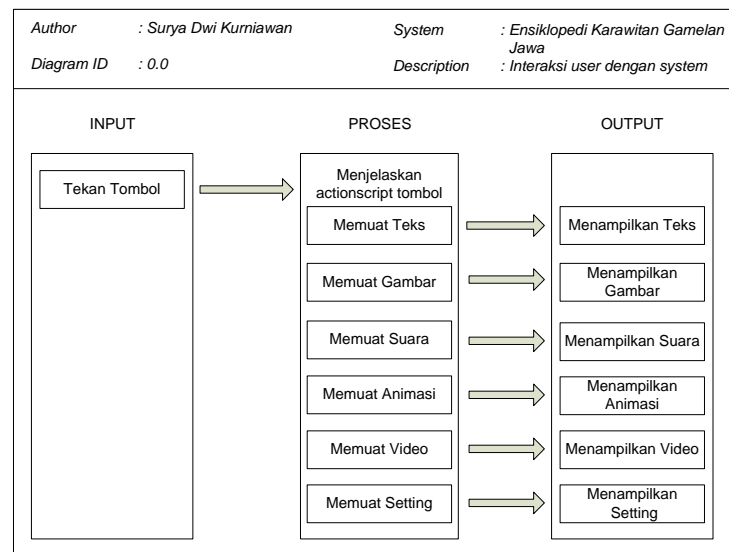 Author : Surya Dwi Kurniawan
System : Ensiklopedi Karawitan Gamelan
Jawa
Diagram ID : 0.0
Description : Interaksi user dengan system
INPUT
PROSES
OUTPUT
Tekan Tombol
Menjelaskan
actionscript tombol
Memuat Teks
Menampilkan Teks
Memuat Gambar
Menampilkan
Gambar
Memuat Suara
Menampilkan Suara
Memuat Animasi
Menampilkan
Animasi
Memuat Video
Menampilkan Video
Memuat Setting
Menampilkan
Setting